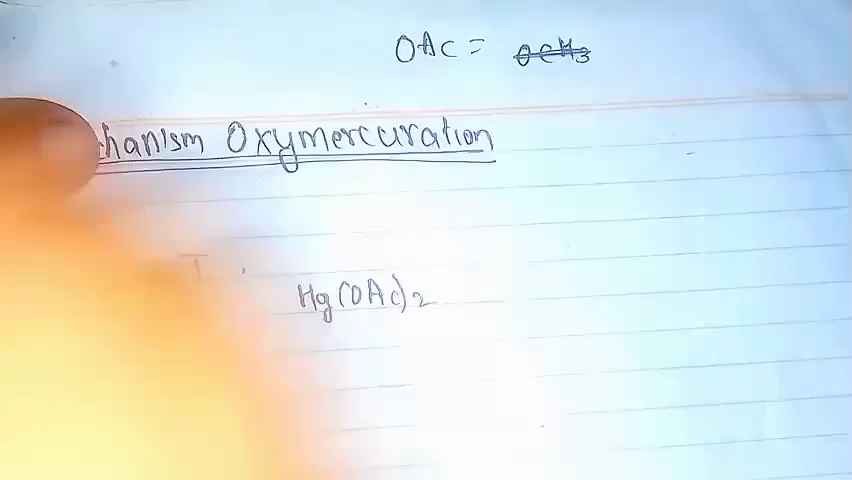 OAc = OCH3
chanism Oxymercuration
Hg(OAc)2